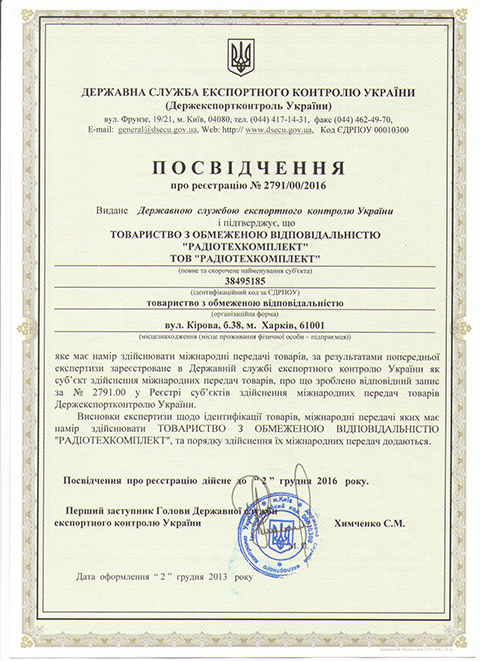 ДЕРЖАВНА СЛУЖБА ЕКСПОРТНОГО КОНТРОЛЮ УКРАЇНИ
(Держекспортконтроль України)
вул. Фрунзе, 19/21, м. Київ, 04080, тел. (044) 417-14-31, факс (044) 462-49-70,
E-mail: general@dsecu.gov.ua, Web: http:// www.dsecu.gov.ua, Код ЄДРПОУ 00010300
ПОСВІДЧЕННЯ
про реєстрацію № 2791/00/2016
Видане Державною службою експортного контролю України
і підтверджує, що
ТОВАРИСТВО З ОБМЕЖЕНОЮ ВІДПОВІДАЛЬНІСТЮ
"РАДІОТЕХКОМПЛЕКТ"
ТОВ "РАДІОТЕХКОМПЛЕКТ"
(повне та скорочене найменування суб'єкта)
38495185
(ідентифікаційний код за ЄДРПОУ)
товариство з обмеженою відповідальністю
(організаційна форма)
вул. Кірова, б.38, м. Харків, 61001
(місцезнаходження (місце проживання фізичної особи – підприємця))
яке має намір здійснювати міжнародні передачі товарів, за результатами попередньої
експертизи зареєстроване в Державній службі експортного контролю України як
суб'єкт здійснення міжнародних передач товарів, про що зроблено відповідний запис
за № 2791.00 у Реєстрі суб'єктів здійснення міжнародних передач товарів
Держекспортконтролю України.
Висновки експертизи щодо ідентифікації товарів, міжнародні передачі яких має
намір здійснювати ТОВАРИСТВО З ОБМЕЖЕНОЮ ВІДПОВІДАЛЬНІСТЮ
"РАДІОТЕХКОМПЛЕКТ", та порядку здійснення їх міжнародних передач додаються.
Посвідчення про реєстрацію дійсне до "2" грудня 2016 року.
Перший заступник Голови Державної служби
експортного контролю України Химченко С.М.
М.П.
Дата оформлення "2" грудня 2013 року